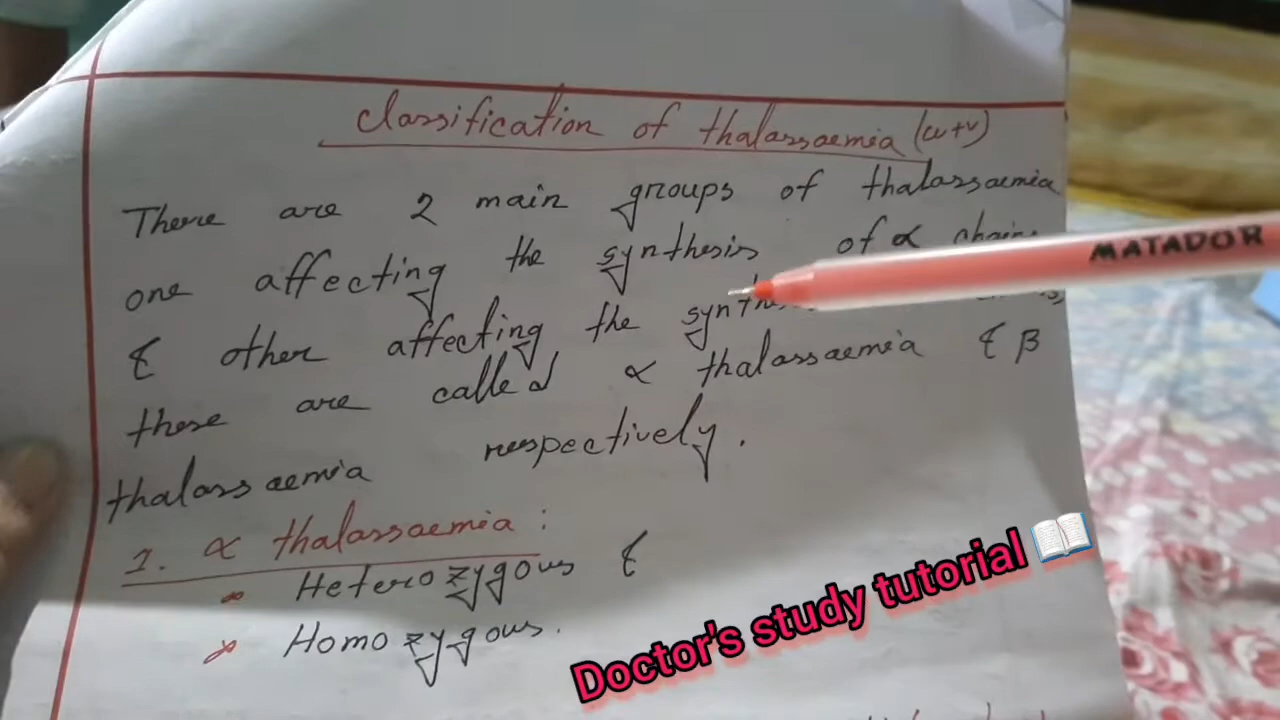 Classification of thalassaemia (w+v)
There are 2 main groups of thalassaemia
one affecting the synthesis of α chains
& other affecting the
these are called α thalassaemia & β
thalassaemia respectively.
1. α thalassaemia :
Heterozygous &
Homozygous.
MATADOR
Doctor's study tutorial 📖